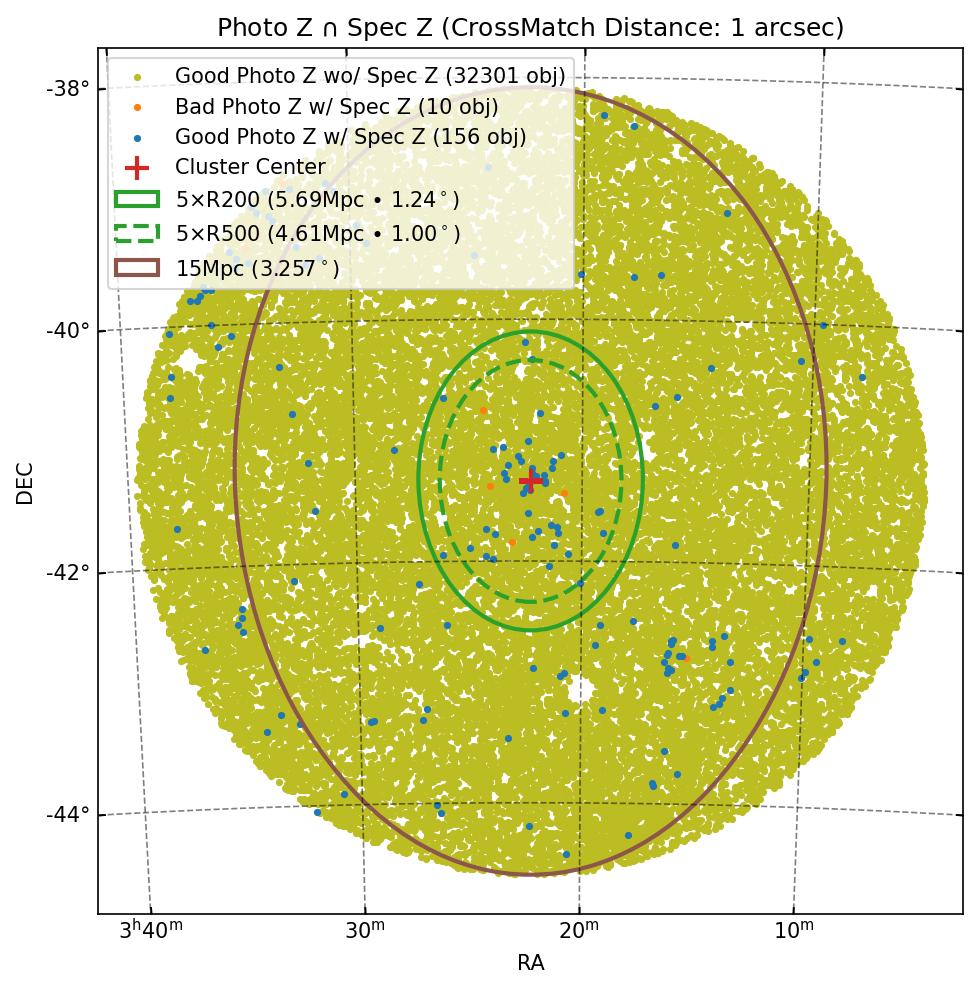 Photo Z ∩ Spec Z (CrossMatch Distance: 1 arcsec)
Good Photo Z wo/ Spec Z (32301 obj)
Bad Photo Z w/ Spec Z (10 obj)
Good Photo Z w/ Spec Z (156 obj)
Cluster Center
5×R200 (5.69Mpc • 1.24°)
5×R500 (4.61Mpc • 1.00°)
15Mpc (3.257°)
-38°
-40°
-42°
-44°
DEC
3ʰ40ᵐ 30ᵐ 20ᵐ 10ᵐ
RA